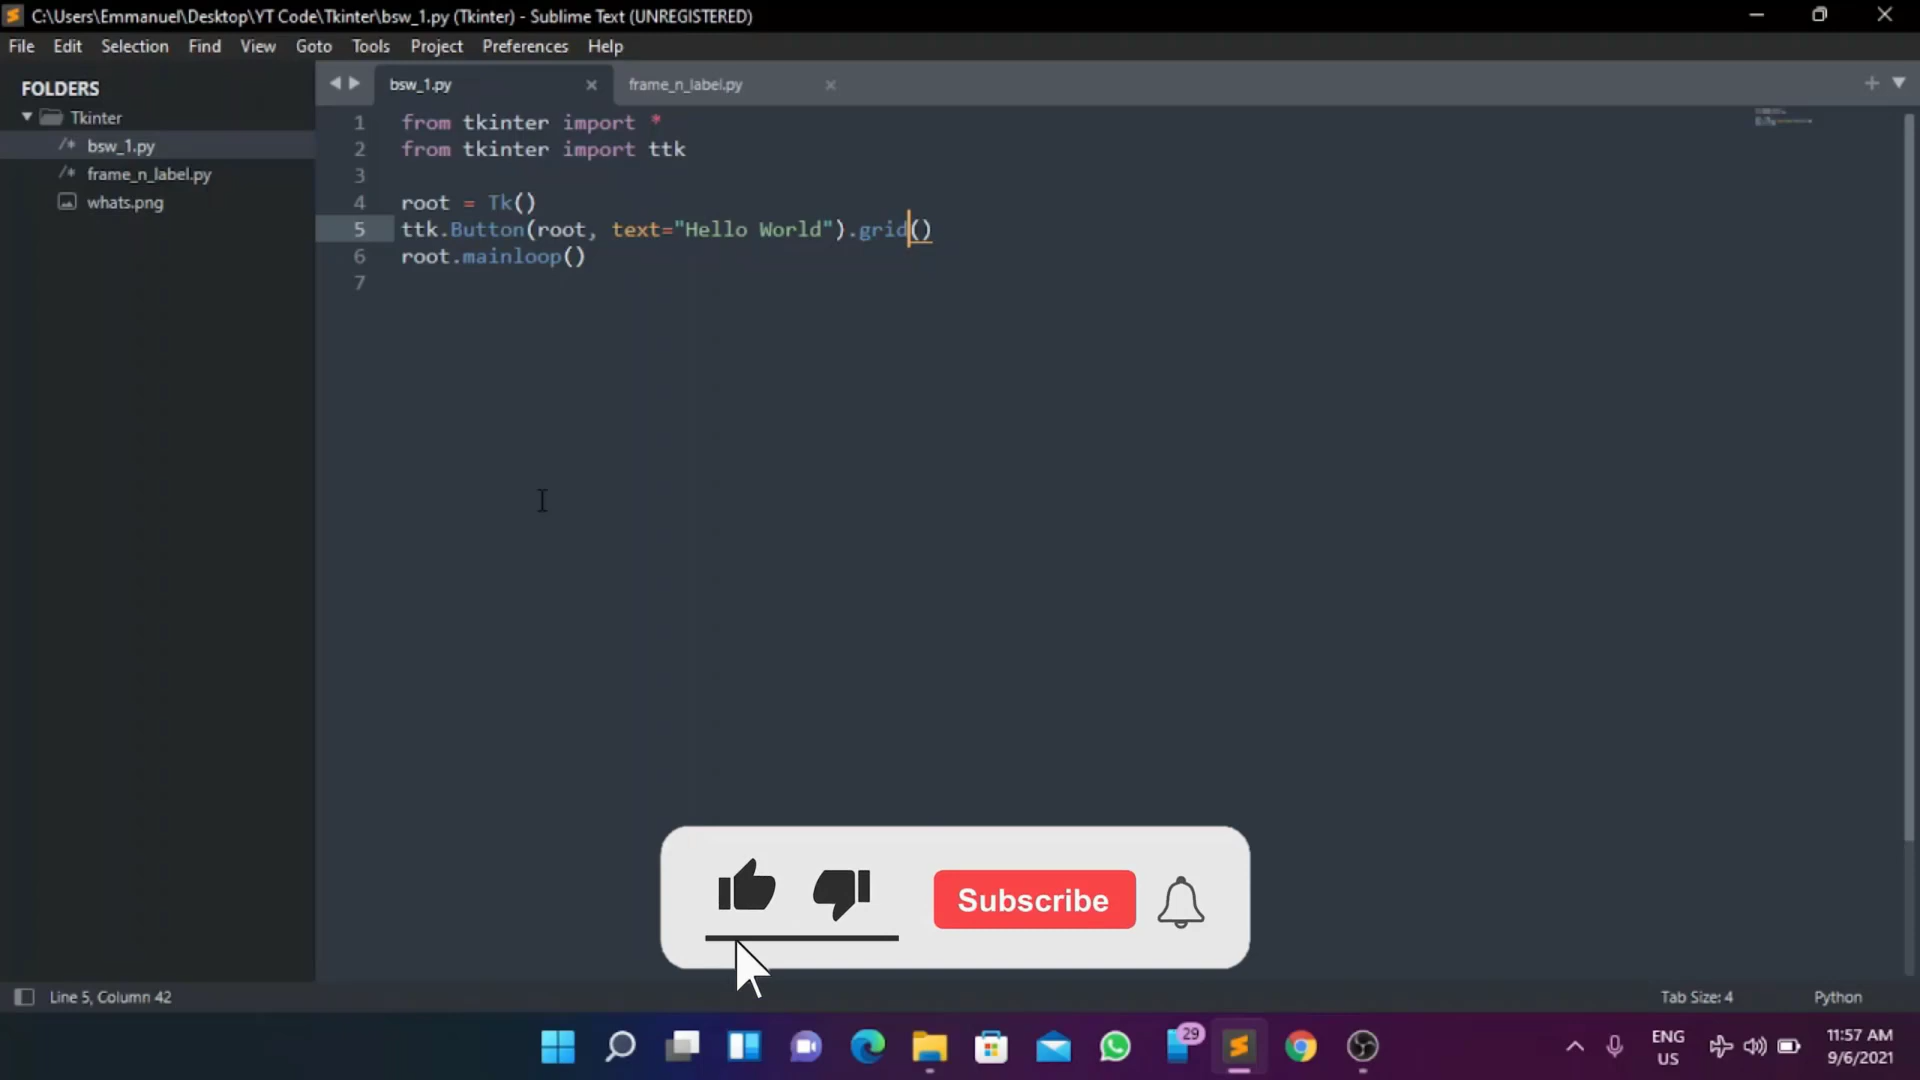 C:\Users\Emmanuel\Desktop\YT Code\Tkinter\bsw_1.py (Tkinter) - Sublime Text (UNREGISTERED)
File Edit Selection Find View Goto Tools Project Preferences Help
FOLDERS
Tkinter
/* bsw_1.py
/* frame_n_label.py
whats.png
bsw_1.py frame_n_label.py
1 from tkinter import *
2 from tkinter import ttk
3
4 root = Tk()
5 ttk.Button(root, text="Hello World").grid()
6 root.mainloop()
7
Subscribe
Line 5, Column 42
Tab Size: 4 Python
29
ENG
US
11:57 AM
9/6/2021